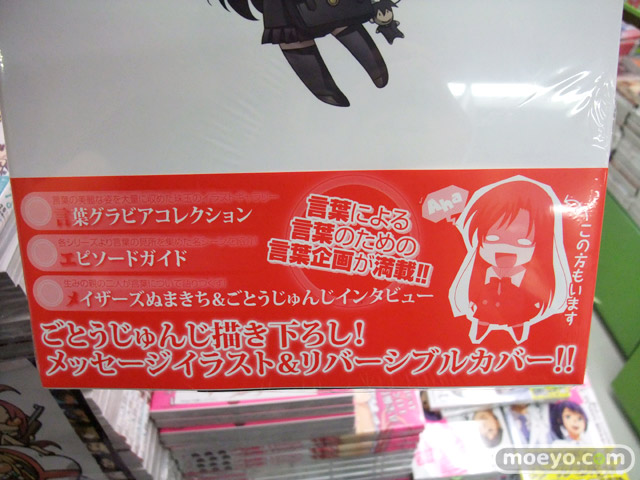 言葉グラビアコレクション
エピソードガイド
メイザーズぬまきち&ごとうじゅんじインタビュー
言葉による
言葉のための
言葉企画が満載!!
Aha
この方もいます
ごとうじゅんじ描き下ろし!
メッセージイラスト&リバーシブルカバー!!
moeyo.com